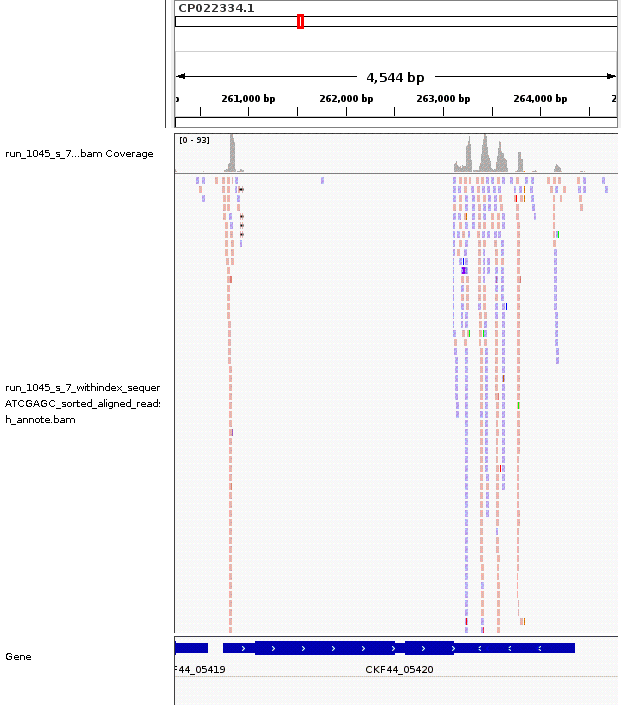 CP022334.1
4,544 bp
261,000 bp 262,000 bp 263,000 bp 264,000 bp
[0 - 93]
run_1045_s_7...bam Coverage
run_1045_s_7_withindex_sequer
ATCGAGC_sorted_aligned_read:
h_annote.bam
Gene
F44_05419 CKF44_05420